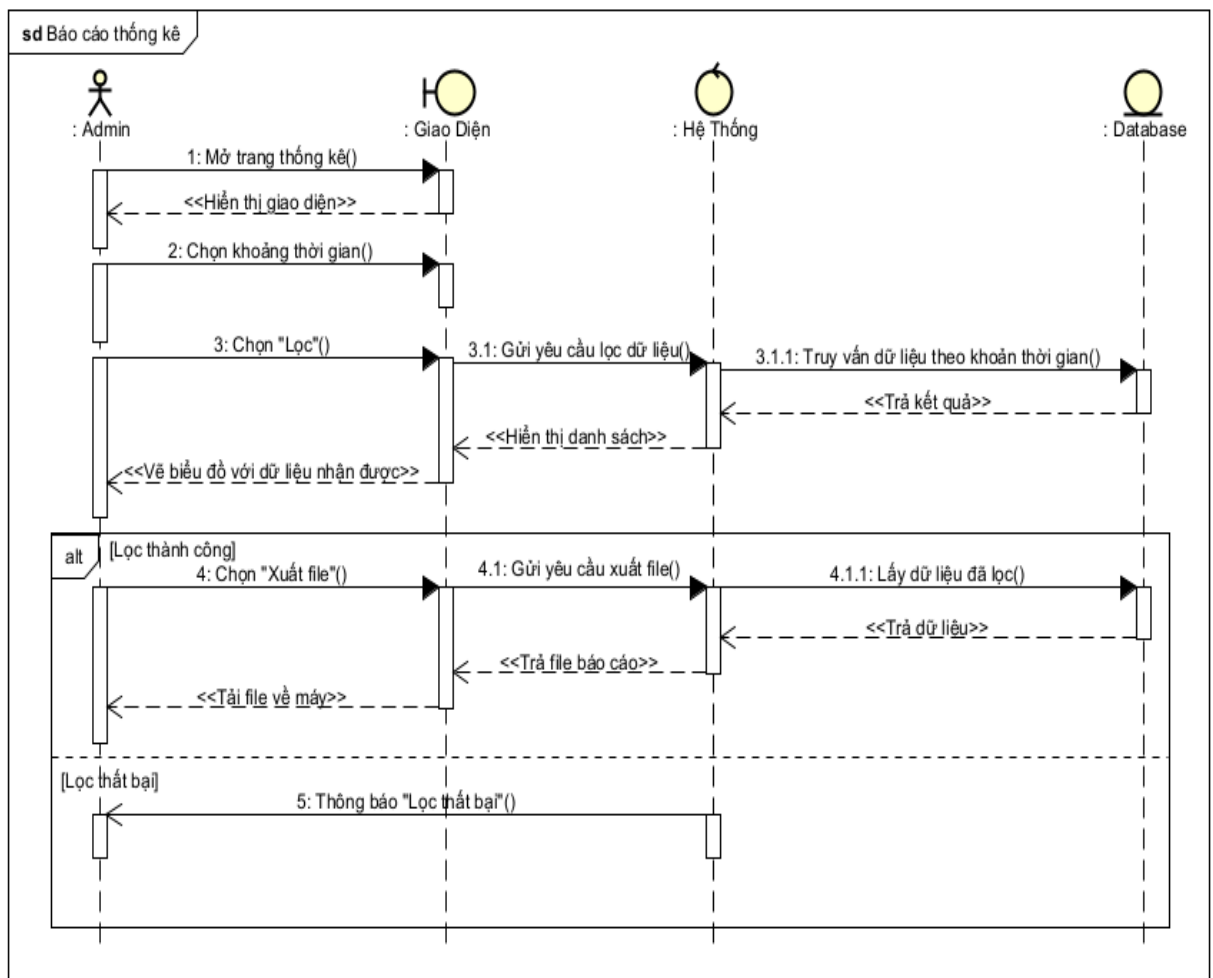 sd Báo cáo thống kê
: Admin
: Giao Diện
: Hệ Thống
: Database
1: Mở trang thống kê()
<<Hiển thị giao diện>>
2: Chọn khoảng thời gian()
3: Chọn "Lọc"()
3.1: Gửi yêu cầu lọc dữ liệu()
3.1.1: Truy vấn dữ liệu theo khoản thời gian()
<<Trả kết quả>>
<<Hiển thị danh sách>>
<<Vẽ biểu đồ với dữ liệu nhận được>>
alt
[Lọc thành công]
4: Chọn "Xuất file"()
4.1: Gửi yêu cầu xuất file()
4.1.1: Lấy dữ liệu đã lọc()
<<Trả dữ liệu>>
<<Trả file báo cáo>>
<<Tải file về máy>>
[Lọc thất bại]
5: Thông báo "Lọc thất bại"()